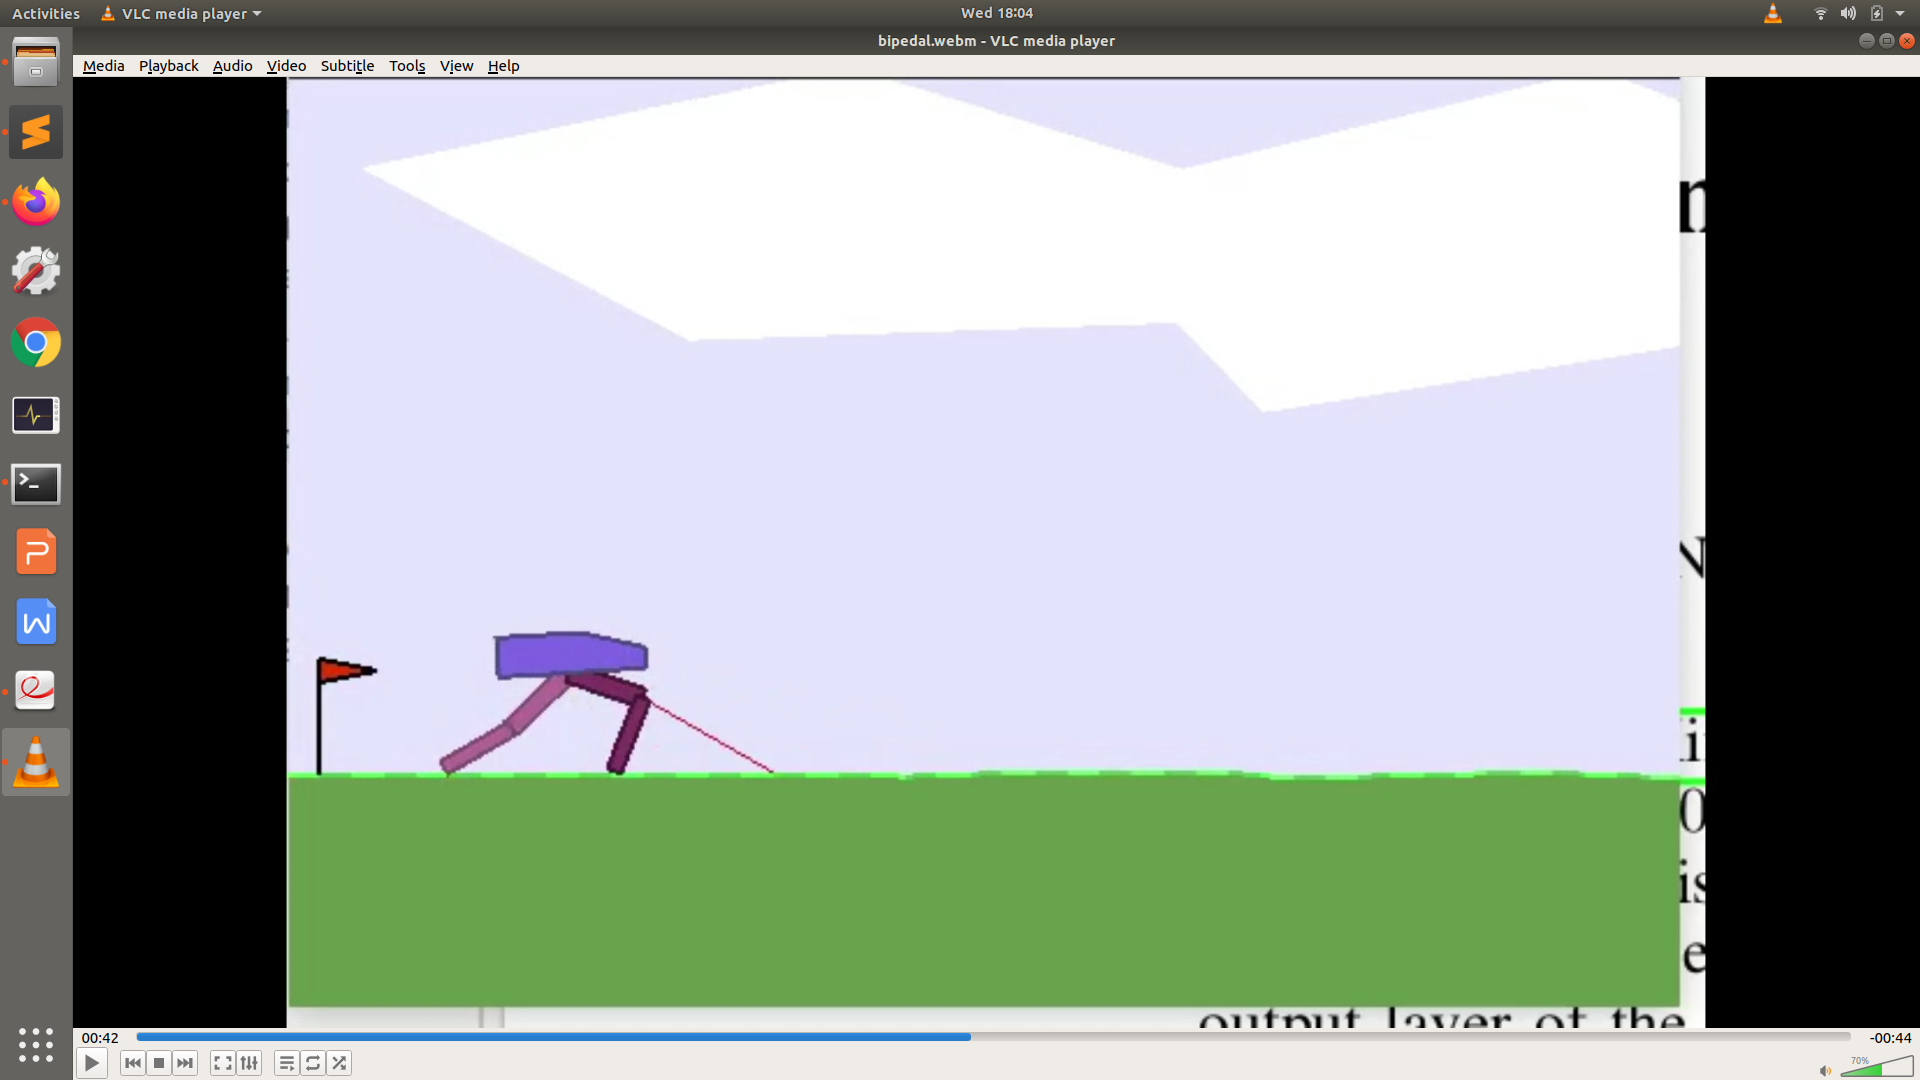 Activities VLC media player Wed 18:04
bipedal.webm - VLC media player
Media Playback Audio Video Subtitle Tools View Help
n
N
i
0
is
e
output layer of the
00:42 -00:44
70%